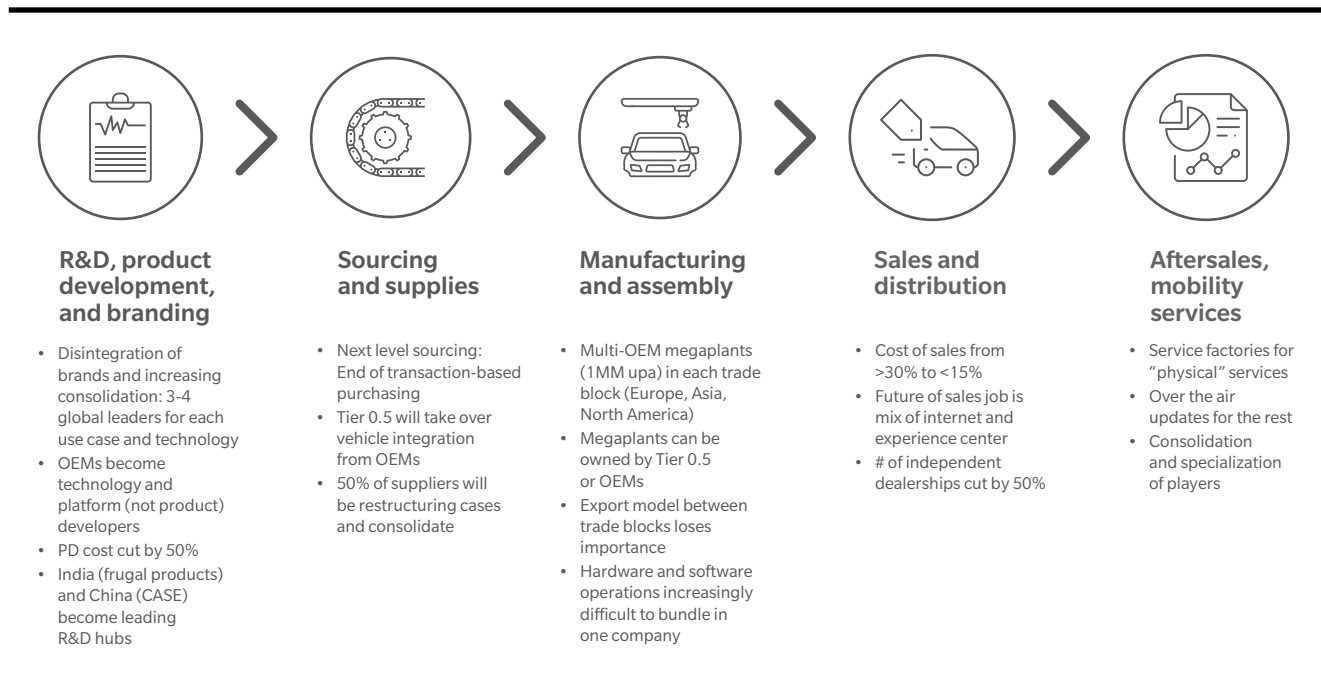 R&D, product
development,
and branding
• Disintegration of
brands and increasing
consolidation: 3-4
global leaders for each
use case and technology
• OEMs become
technology and
platform (not product)
developers
• PD cost cut by 50%
• India (frugal products)
and China (CASE)
become leading
R&D hubs
Sourcing
and supplies
• Next level sourcing:
End of transaction-based
purchasing
• Tier 0.5 will take over
vehicle integration
from OEMs
• 50% of suppliers will
be restructuring cases
and consolidate
Manufacturing
and assembly
• Multi-OEM megaplants
(1MM upa) in each trade
block (Europe, Asia,
North America)
• Megaplants can be
owned by Tier 0.5
or OEMs
• Export model between
trade blocks loses
importance
• Hardware and software
operations increasingly
difficult to bundle in
one company
Sales and
distribution
• Cost of sales from
>30% to <15%
• Future of sales job is
mix of internet and
experience center
• # of independent
dealerships cut by 50%
Aftersales,
mobility
services
• Service factories for
“physical” services
• Over the air
updates for the rest
• Consolidation
and specialization
of players